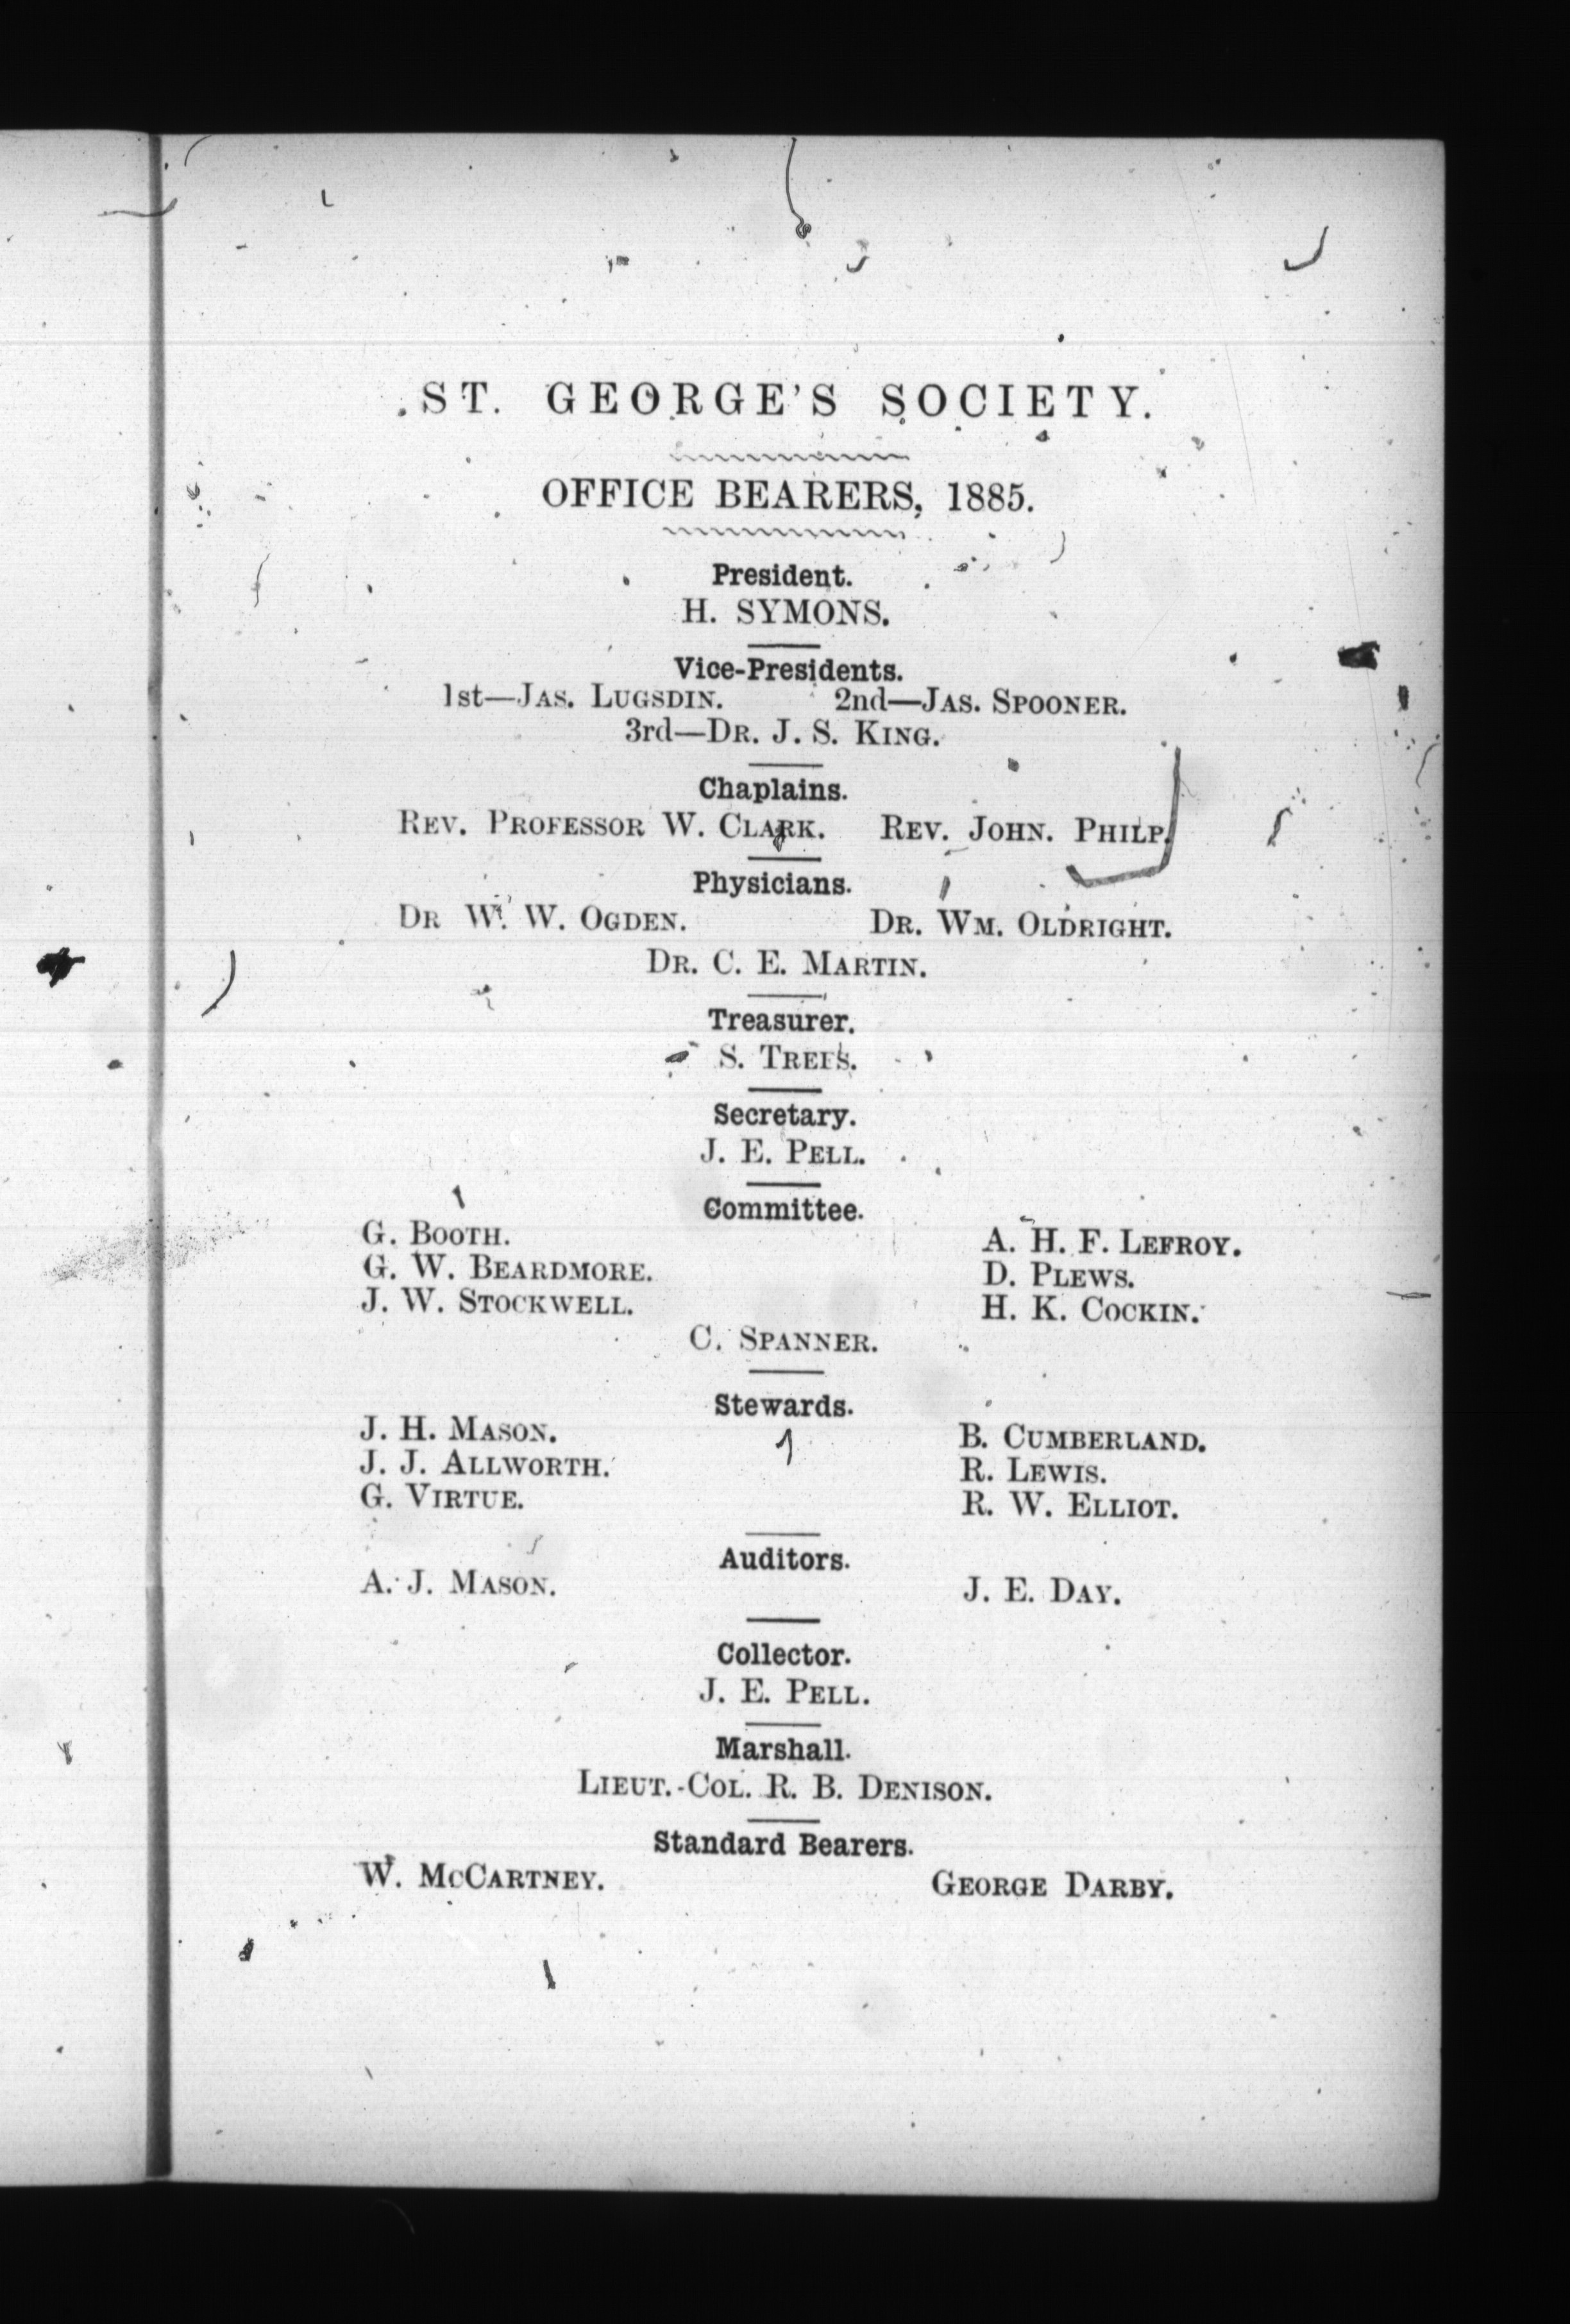 ST. GEORGE'S SOCIETY.
OFFICE BEARERS, 1885.
President.
H. SYMONS.
Vice-Presidents.
1st—JAS. LUGSDIN. 2nd—JAS. SPOONER.
3rd—DR. J. S. KING.
Chaplains.
REV. PROFESSOR W. CLARK. REV. JOHN. PHILP.
Physicians.
DR W. W. OGDEN. DR. WM. OLDRIGHT.
DR. C. E. MARTIN.
Treasurer.
S. TREES.
Secretary.
J. E. PELL.
Committee.
G. BOOTH. A. H. F. LEFROY.
G. W. BEARDMORE. D. PLEWS.
J. W. STOCKWELL. H. K. COCKIN.
C. SPANNER.
Stewards.
J. H. MASON. B. CUMBERLAND.
J. J. ALLWORTH. R. LEWIS.
G. VIRTUE. R. W. ELLIOT.
Auditors.
A. J. MASON. J. E. DAY.
Collector.
J. E. PELL.
Marshall.
LIEUT.-COL. R. B. DENISON.
Standard Bearers.
W. MCCARTNEY. GEORGE DARBY.